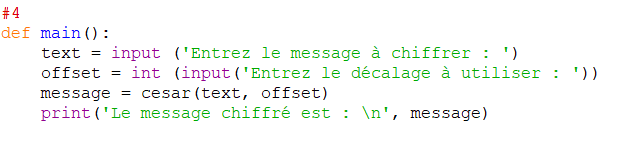 #4
def main():
    text = input ('Entrez le message à chiffrer : ')
    offset = int (input('Entrez le décalage à utiliser : '))
    message = cesar(text, offset)
    print('Le message chiffré est : \n', message)